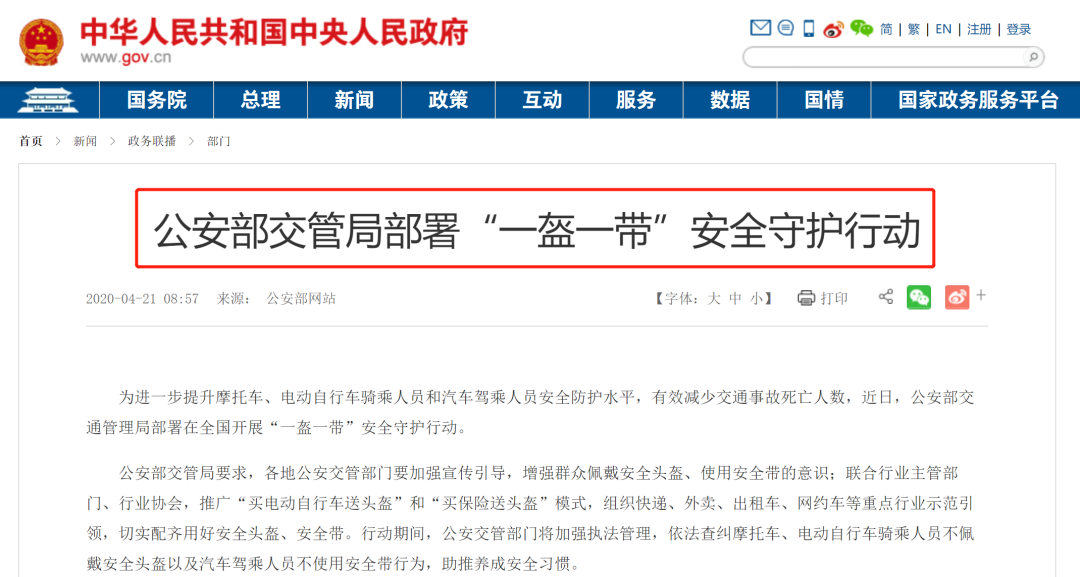 中华人民共和国中央人民政府
www.gov.cn
简 | 繁 | EN | 注册 | 登录
国务院 总理 新闻 政策 互动 服务 数据 国情 国家政务服务平台
首页 > 新闻 > 政务联播 > 部门
公安部交管局部署“一盔一带”安全守护行动
2020-04-21 08:57 来源： 公安部网站 【字体：大 中 小】 打印 +
为进一步提升摩托车、电动自行车骑乘人员和汽车驾乘人员安全防护水平，有效减少交通事故死亡人数，近日，公安部交
通管理局部署在全国开展“一盔一带”安全守护行动。
公安部交管局要求，各地公安交管部门要加强宣传引导，增强群众佩戴安全头盔、使用安全带的意识；联合行业主管部
门、行业协会，推广“买电动自行车送头盔”和“买保险送头盔”模式，组织快递、外卖、出租车、网约车等重点行业示范引
领，切实配齐用好安全头盔、安全带。行动期间，公安交管部门将加强执法管理，依法查纠摩托车、电动自行车骑乘人员不佩
戴安全头盔以及汽车驾乘人员不使用安全带行为，助推养成安全习惯。